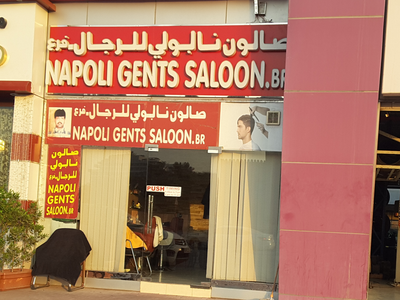 صالون نابولي للرجال-فرع
NAPOLI GENTS SALOON.BR
صالون نابولي للرجال-فرع
NAPOLI GENTS SALOON.BR
صالون
نابولي
للرجال-فرع
NAPOLI
GENTS
SALOON.BR
PUSH